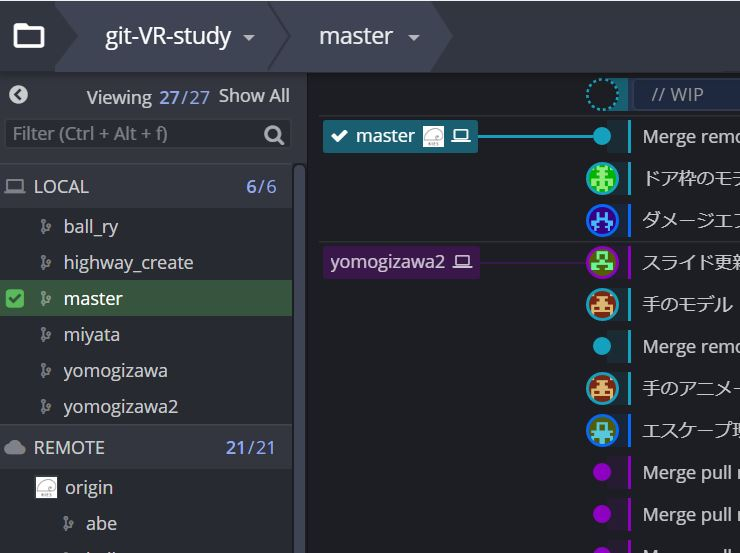 git-VR-study
master
Viewing 27/27 Show All
Filter (Ctrl + Alt + f)
LOCAL 6/6
ball_ry
highway_create
master
miyata
yomogizawa
yomogizawa2
REMOTE 21/21
origin
abe
// WIP
master
Merge remo
ドア枠のモデ
ダメージエフ
yomogizawa2
スライド更新
手のモデル
Merge remo
手のアニメー
エスケープ現
Merge pull r
Merge pull r